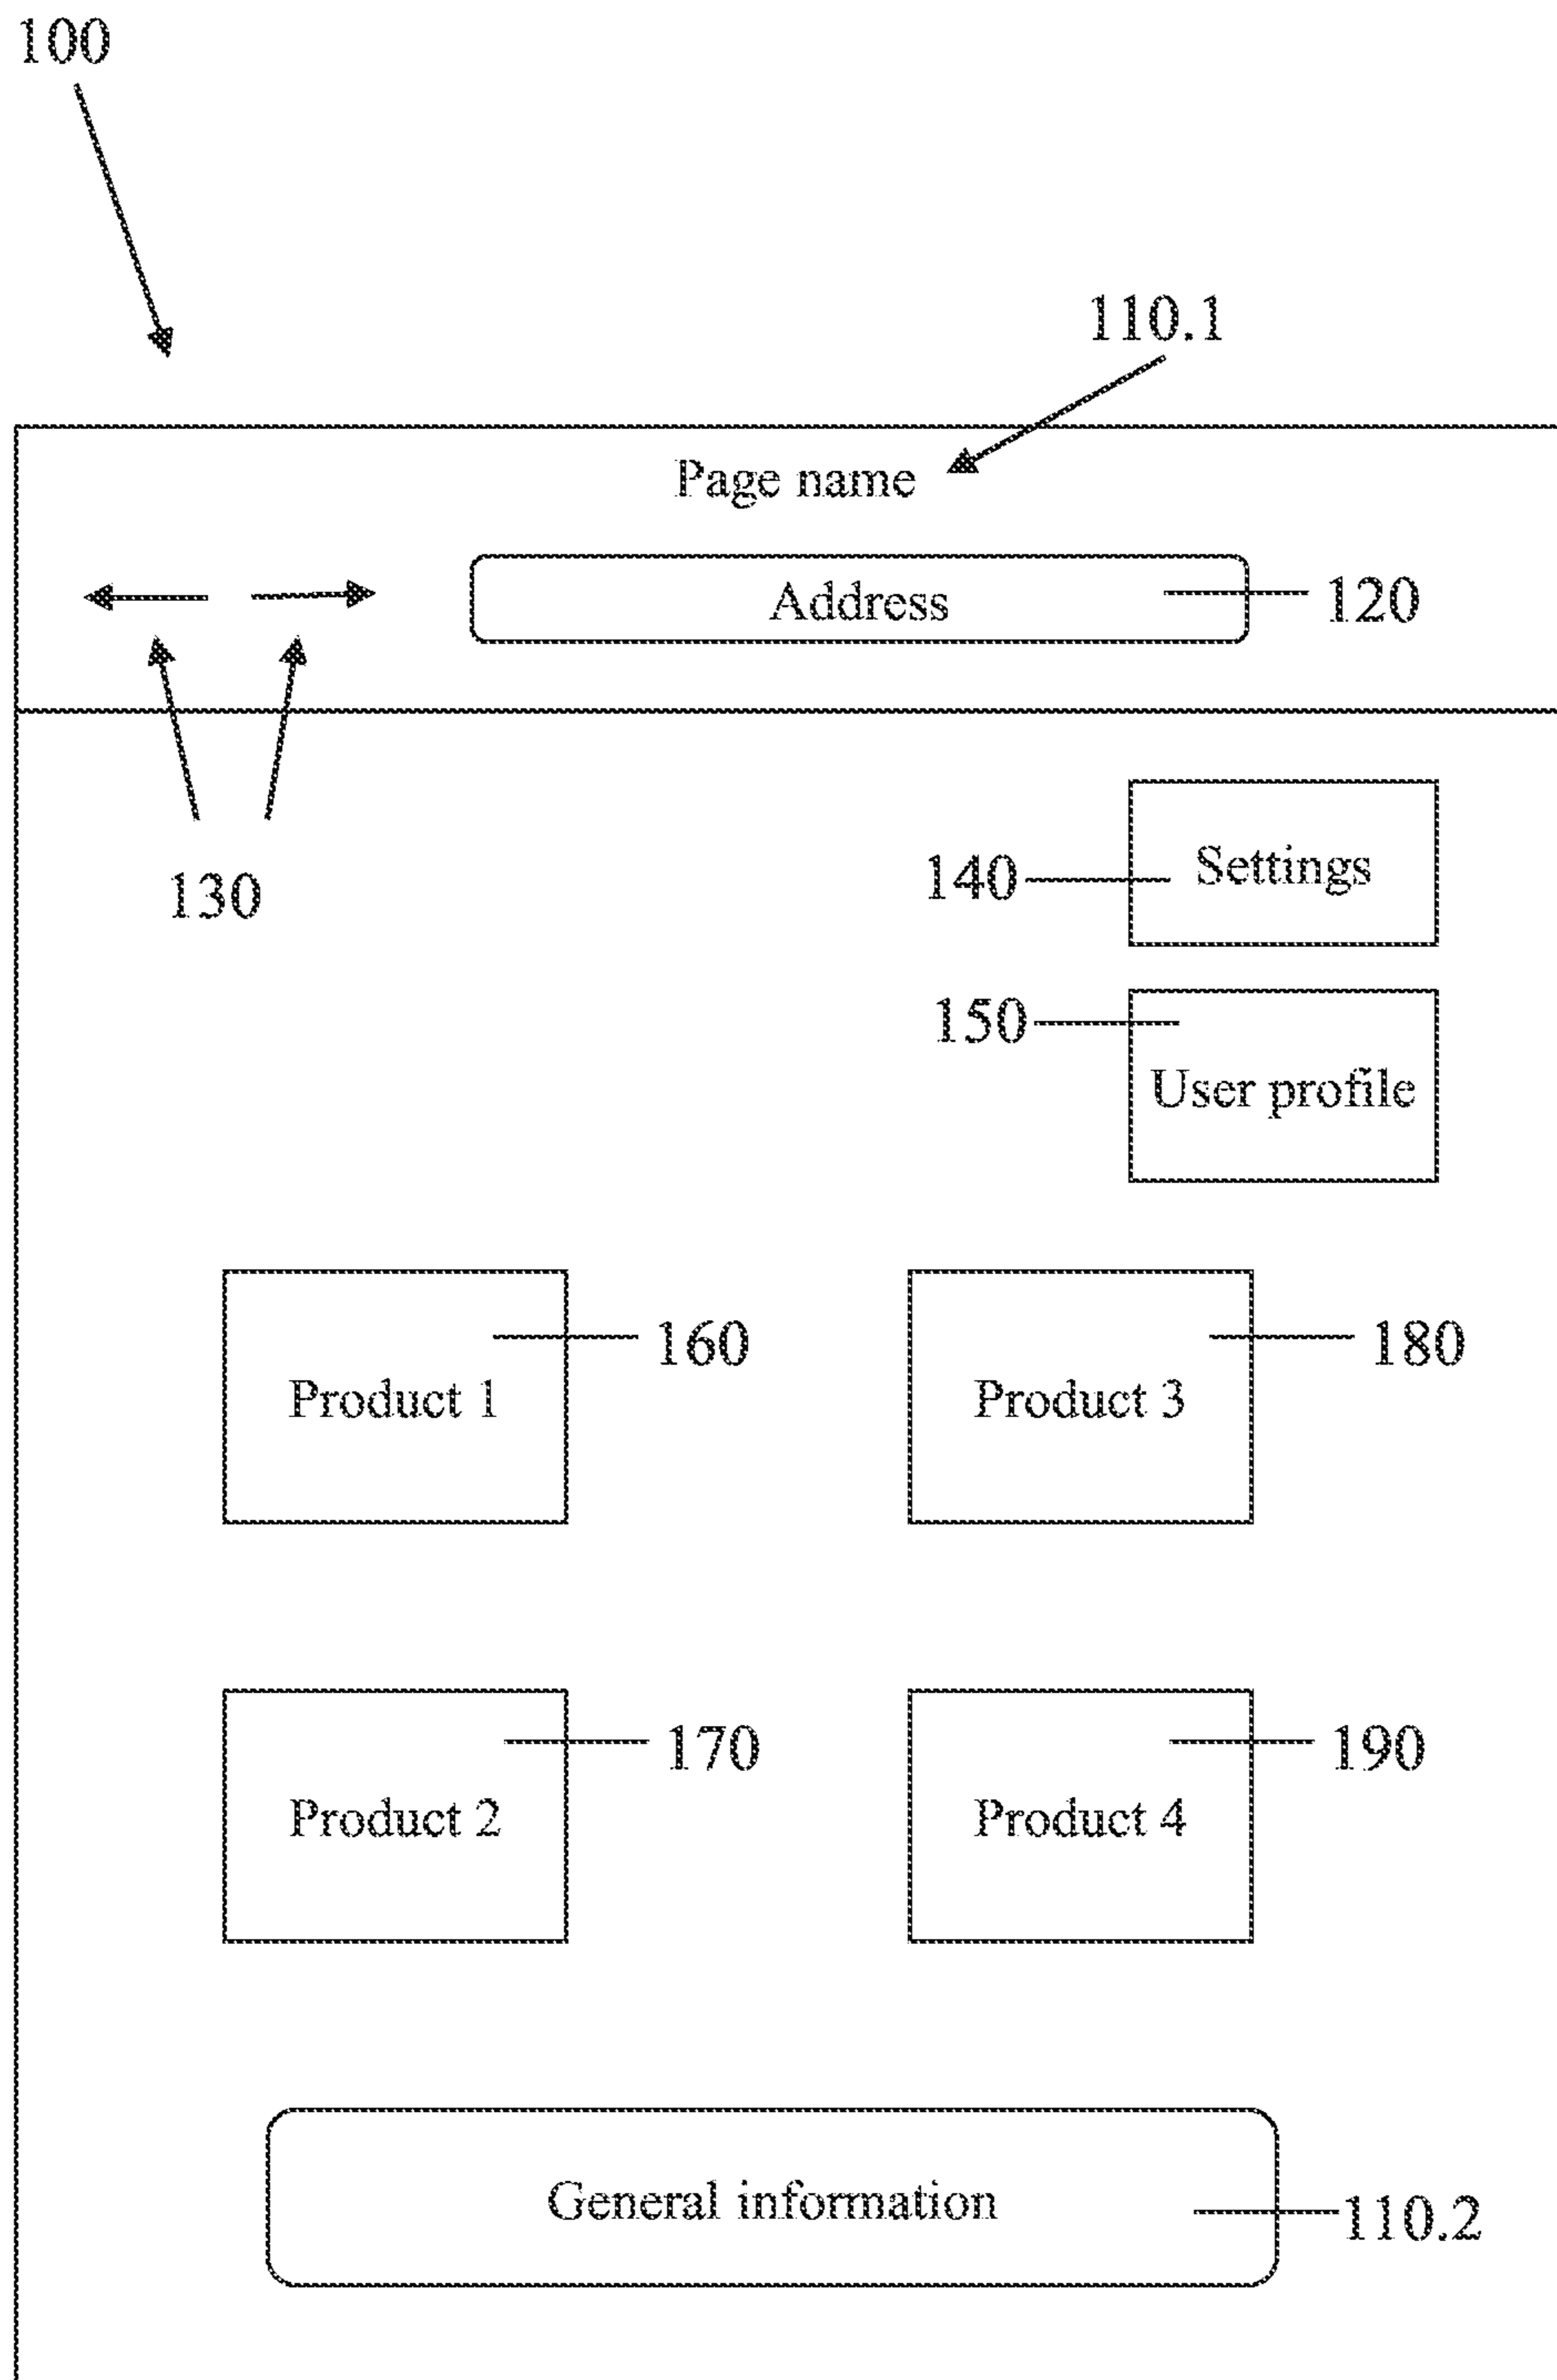 100
110.1
Page name
Address
120
130
140
Settings
150
User profile
160
Product 1
180
Product 3
170
Product 2
190
Product 4
General information
110.2